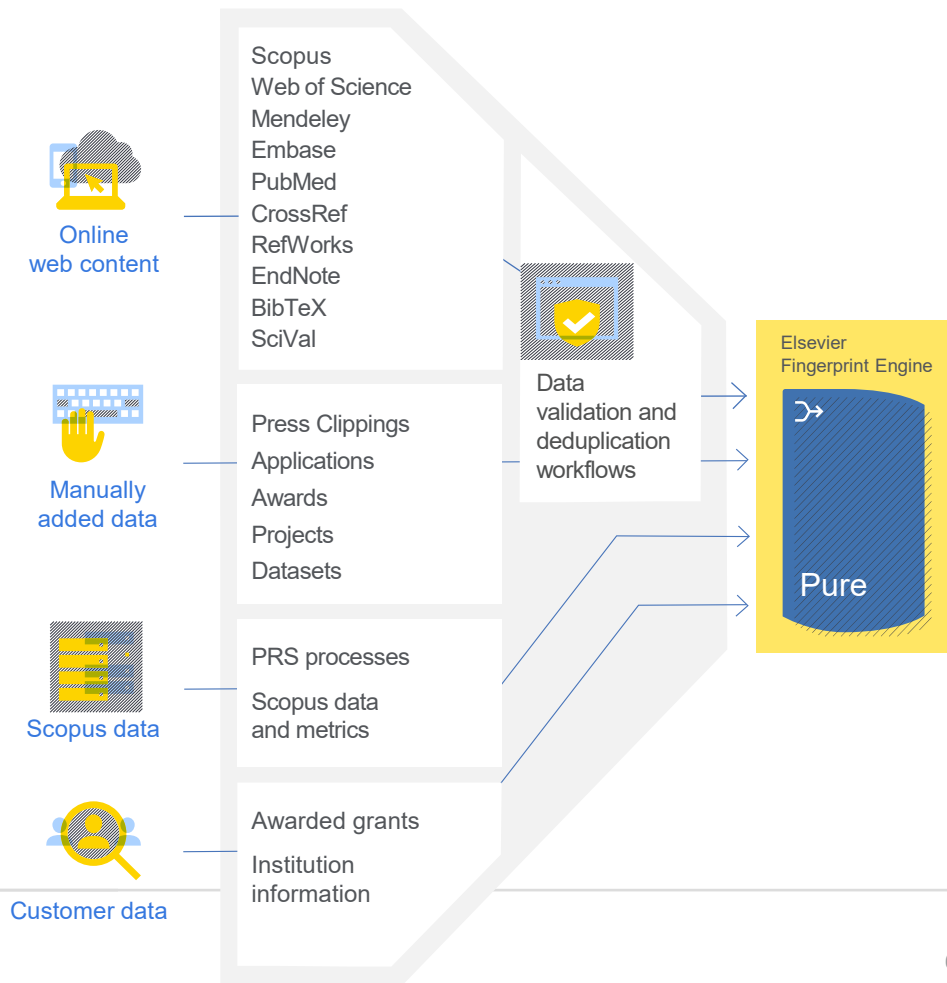 Online
web content
Scopus
Web of Science
Mendeley
Embase
PubMed
CrossRef
RefWorks
EndNote
BibTeX
SciVal
Manually
added data
Press Clippings
Applications
Awards
Projects
Datasets
Scopus data
PRS processes
Scopus data
and metrics
Customer data
Awarded grants
Institution
information
Data
validation and
deduplication
workflows
Elsevier
Fingerprint Engine
Pure